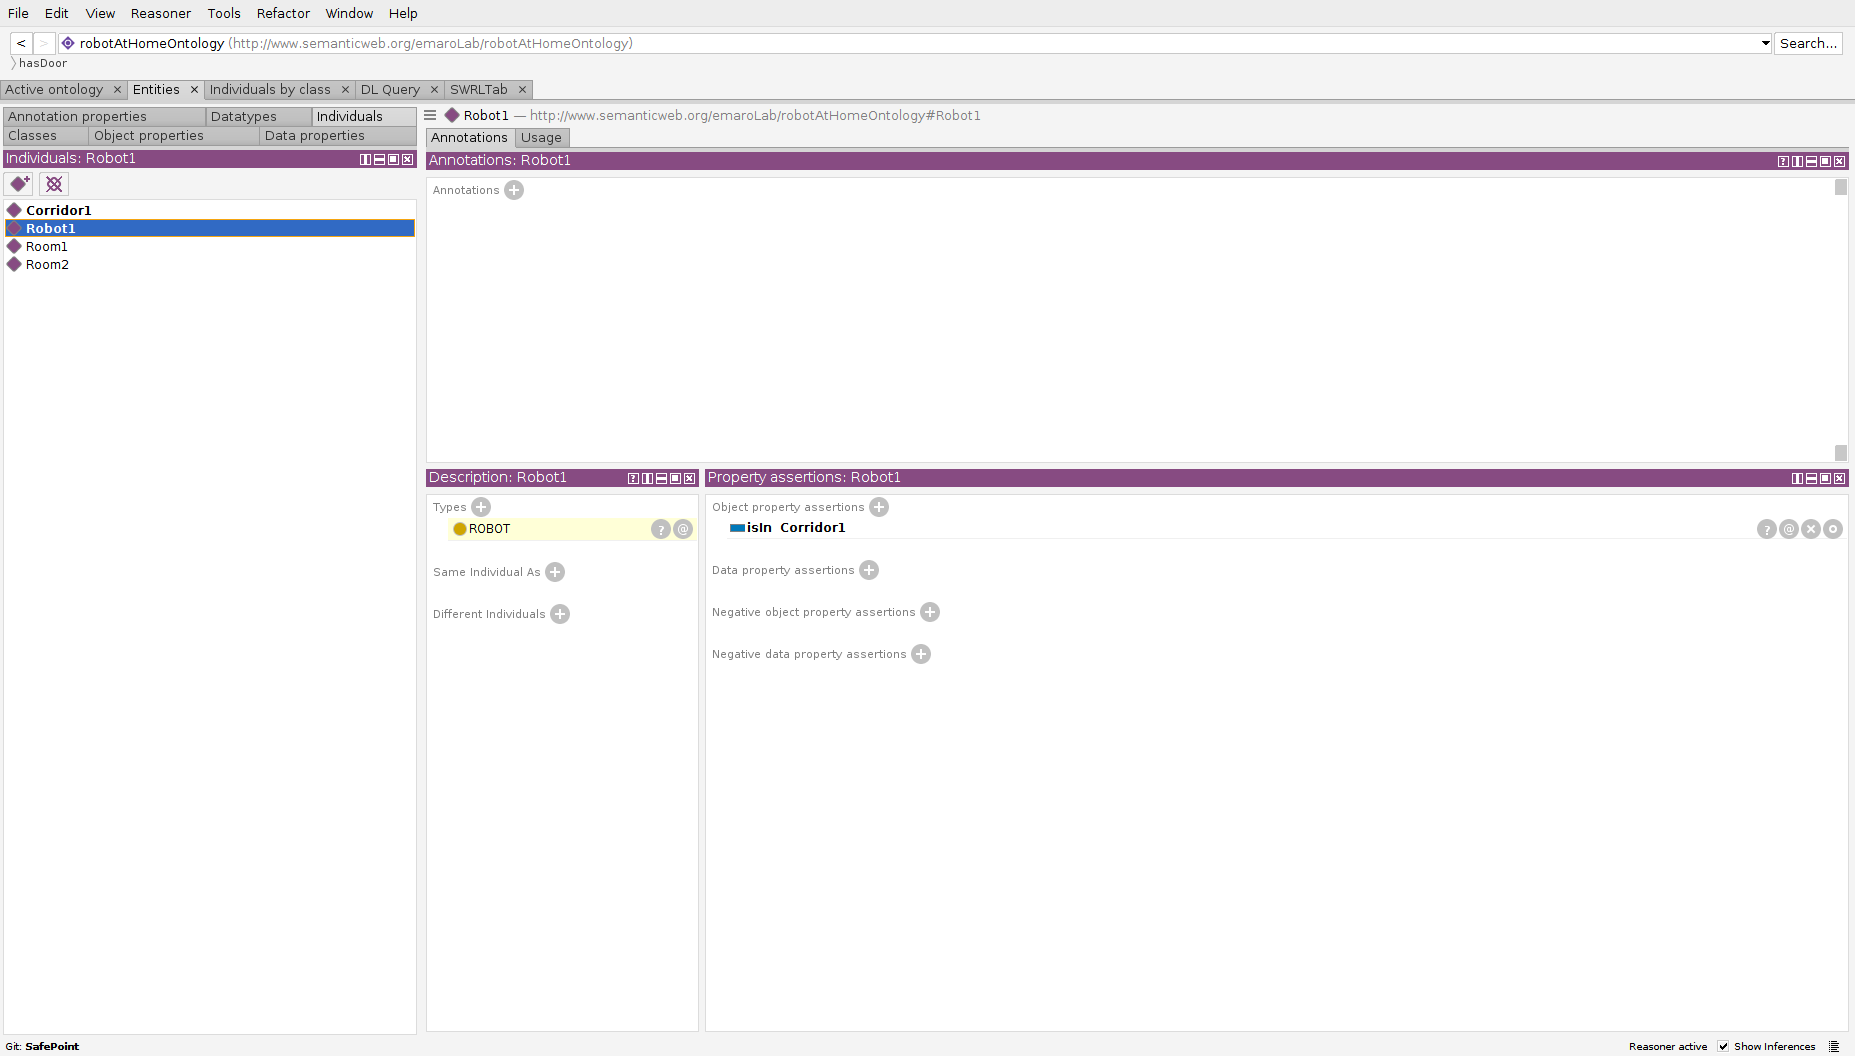 File Edit View Reasoner Tools Refactor Window Help
< > robotAtHomeOntology (http://www.semanticweb.org/emaroLab/robotAtHomeOntology) Search...
hasDoor
Active ontology × Entities × Individuals by class × DL Query × SWRLTab ×
Annotation properties Datatypes Individuals
Classes Object properties Data properties
Individuals: Robot1
Corridor1
Robot1
Room1
Room2
Robot1 — http://www.semanticweb.org/emaroLab/robotAtHomeOntology#Robot1
Annotations Usage
Annotations: Robot1
Annotations
Description: Robot1
Types
ROBOT
Same Individual As
Different Individuals
Property assertions: Robot1
Object property assertions
isIn Corridor1
Data property assertions
Negative object property assertions
Negative data property assertions
Git: SafePoint
Reasoner active Show Inferences